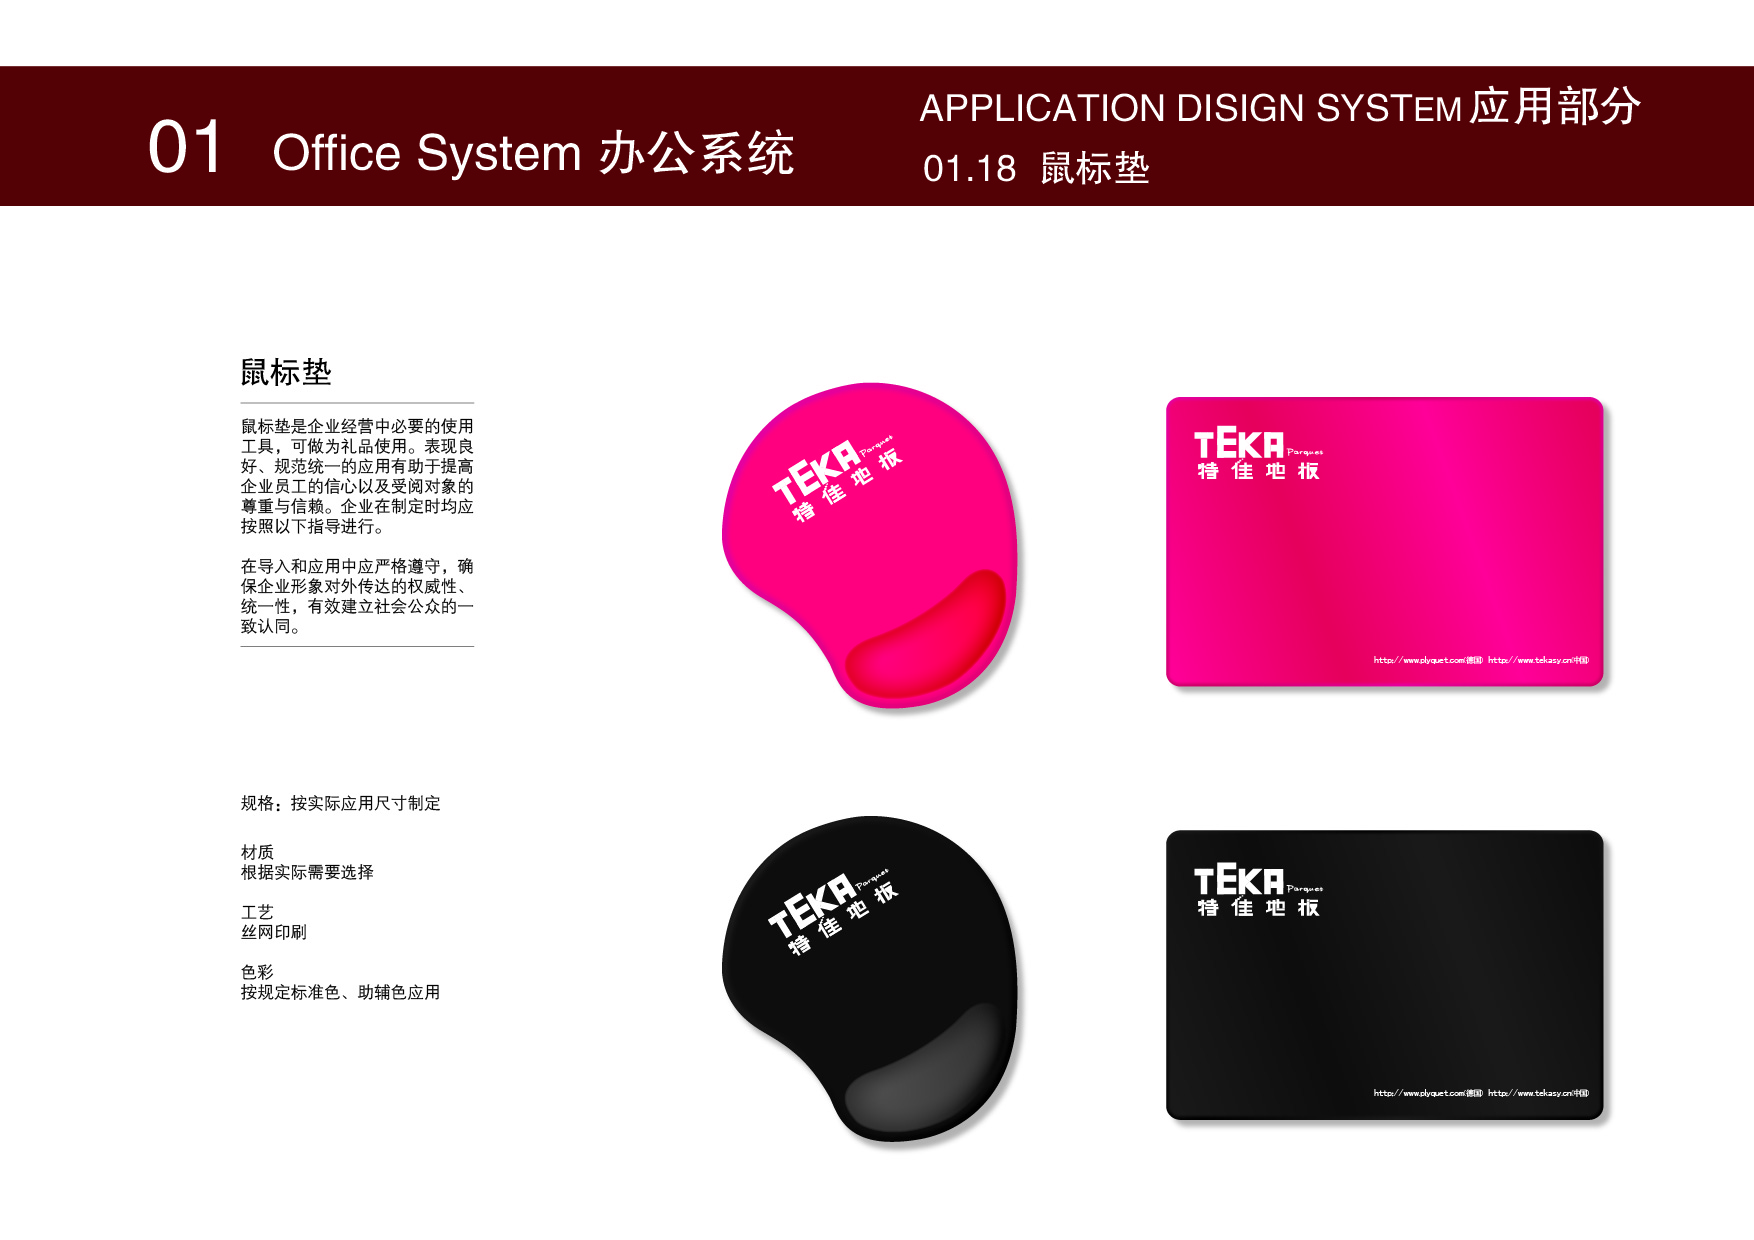 01 Office System 办公系统
APPLICATION DISIGN SYSTEM 应用部分
01.18 鼠标垫
鼠标垫
鼠标垫是企业经营中必要的使用
工具，可做为礼品使用。表现良
好、规范统一的应用有助于提高
企业员工的信心以及受阅对象的
尊重与信赖。企业在制定时均应
按照以下指导进行。
在导入和应用中应严格遵守，确
保企业形象对外传达的权威性、
统一性，有效建立社会公众的一
致认同。
规格：按实际应用尺寸制定
材质
根据实际需要选择
工艺
丝网印刷
色彩
按规定标准色、助辅色应用
TEKA Parquet
特佳地板
TEKA Parquet
特佳地板
http://www.plyquet.com(德国) http://www.tekasy.cn(中国)
TEKA Parquet
特佳地板
TEKA Parquet
特佳地板
http://www.plyquet.com(德国) http://www.tekasy.cn(中国)